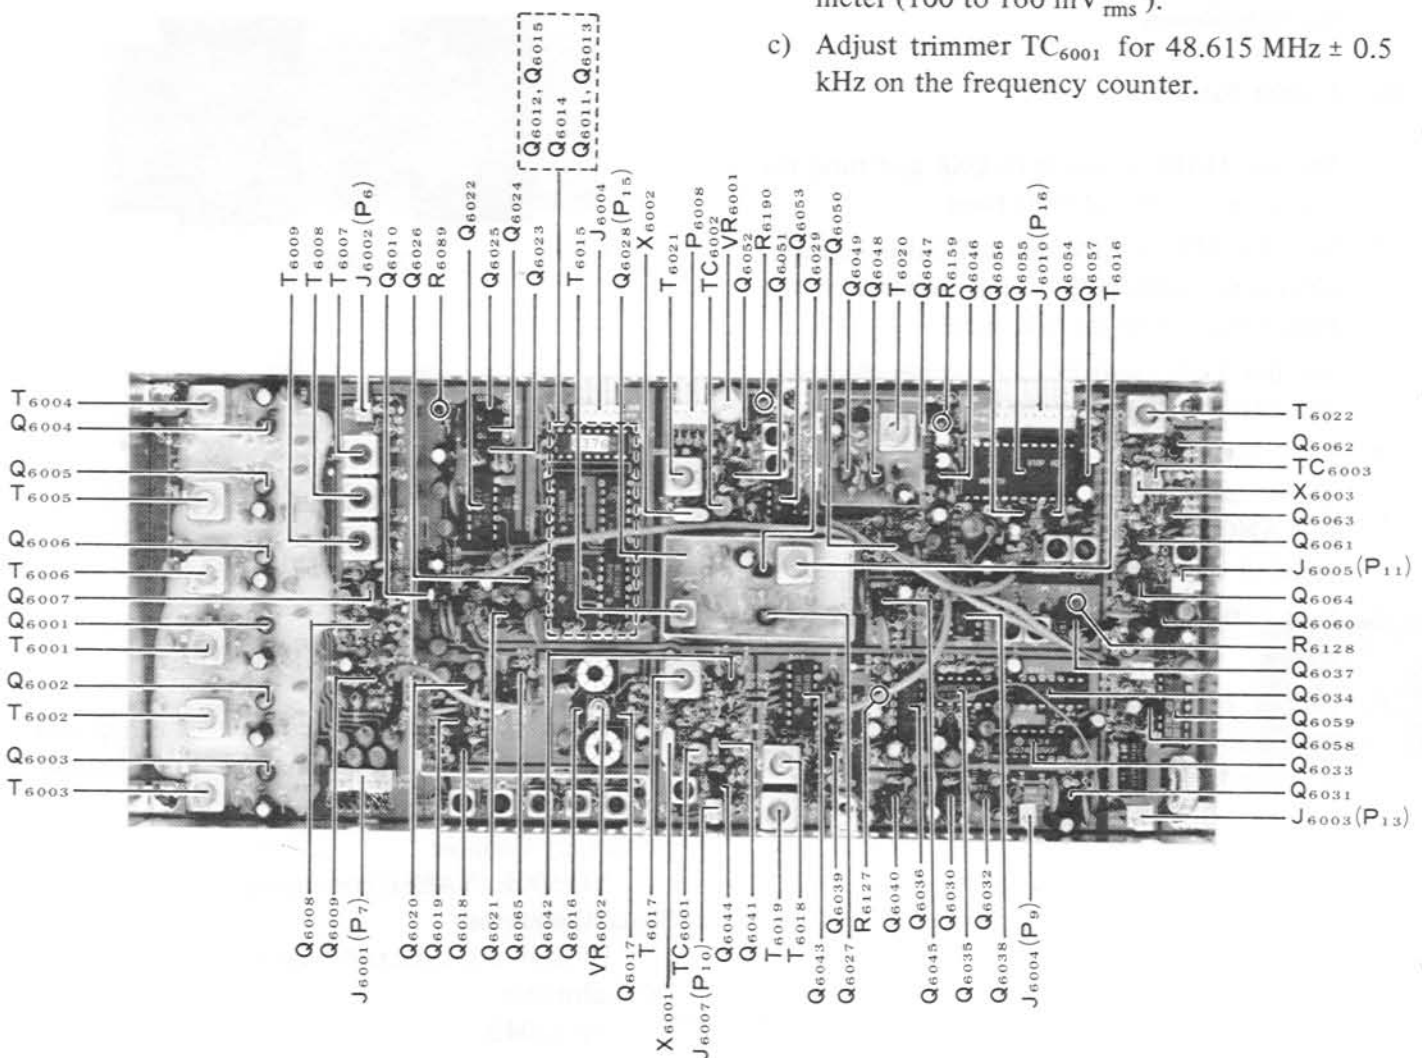 meter (100 to 160 mVrms ).
c) Adjust trimmer TC6001 for 48.615 MHz ± 0.5
kHz on the frequency counter.
Q6012, Q6015
Q6014
Q6011, Q6013
T6009
T6008
T6007
J6002 (P6)
Q6010
Q6026
R6089
Q6022
Q6025
Q6024
Q6023
T6015
J6004
Q6028 (P15)
X6002
T6021
P6008
TC6002
VR6001
Q6052
R6190
Q6051
Q6053
Q6029
Q6050
Q6049
Q6048
T6020
Q6047
R6159
Q6046
Q6056
Q6055
J6010 (P16)
Q6054
Q6057
T6016
T6004
Q6004
Q6005
T6005
Q6006
T6006
Q6007
Q6001
T6001
Q6002
T6002
Q6003
T6003
T6022
Q6062
TC6003
X6003
Q6063
Q6061
J6005 (P11)
Q6064
Q6060
R6128
Q6037
Q6034
Q6059
Q6058
Q6033
Q6031
J6003 (P13)
Q6008
Q6009
J6001 (P7)
Q6020
Q6019
Q6018
Q6021
Q6065
Q6042
Q6016
VR6002
Q6017
T6017
X6001
TC6001
J6007 (P10)
Q6044
Q6041
T6019
T6018
Q6043
Q6039
Q6027
R6127
Q6040
Q6036
Q6045
Q6030
Q6035
Q6032
Q6038
J6004 (P9)